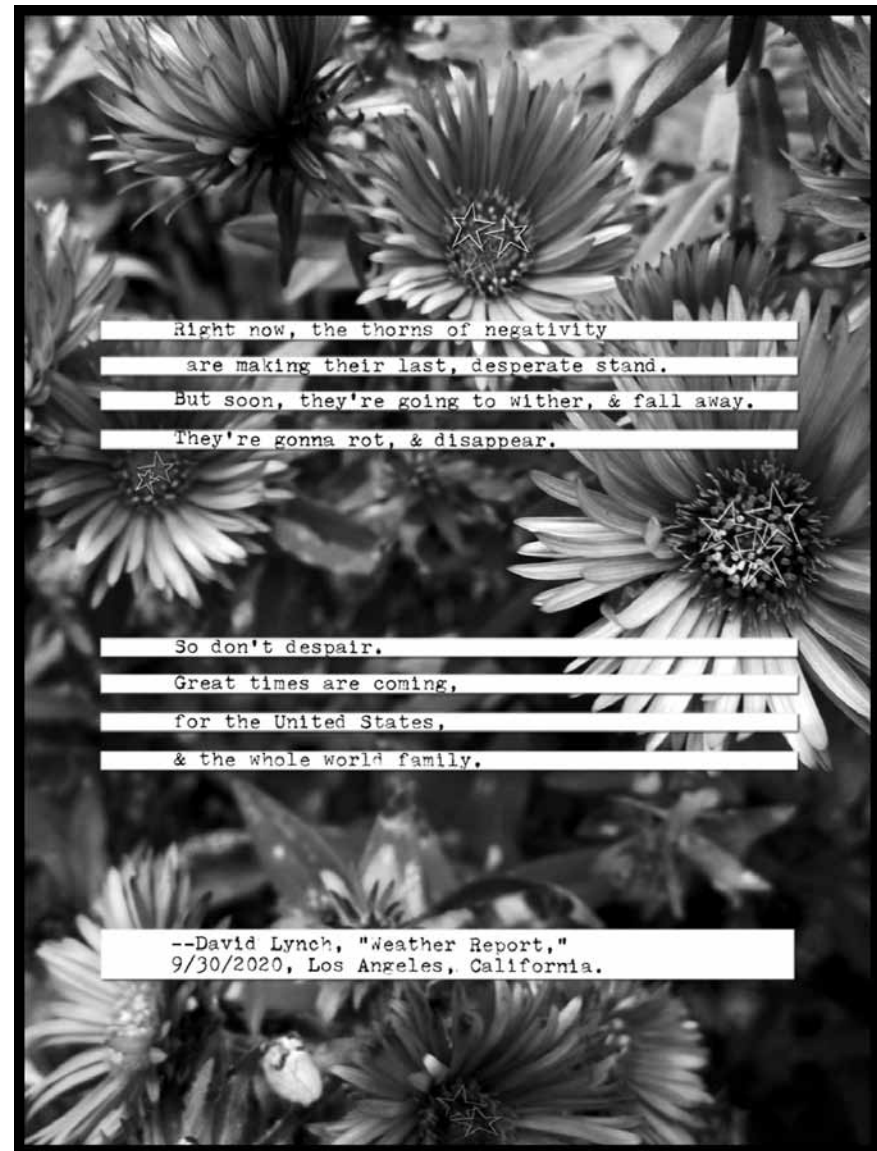 Right now, the thorns of negativity
are making their last, desperate stand.
But soon, they're going to wither, & fall away.
They're gonna rot, & disappear.
So don't despair.
Great times are coming,
for the United States,
& the whole world family.
--David Lynch, "Weather Report,"
9/30/2020, Los Angeles, California.